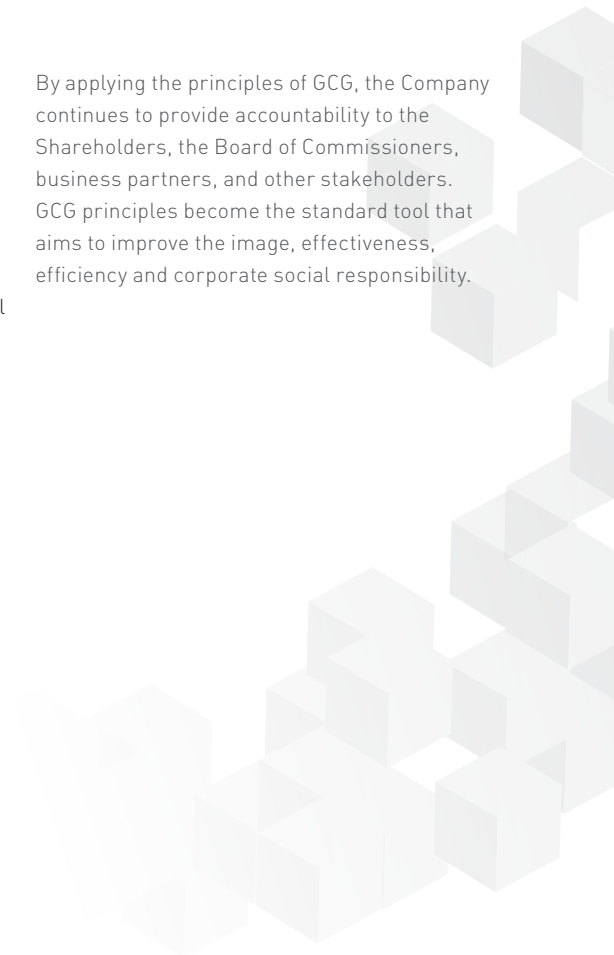 By applying the principles of GCG, the Company
continues to provide accountability to the
Shareholders, the Board of Commissioners,
business partners, and other stakeholders.
GCG principles become the standard tool that
aims to improve the image, effectiveness,
efficiency and corporate social responsibility.